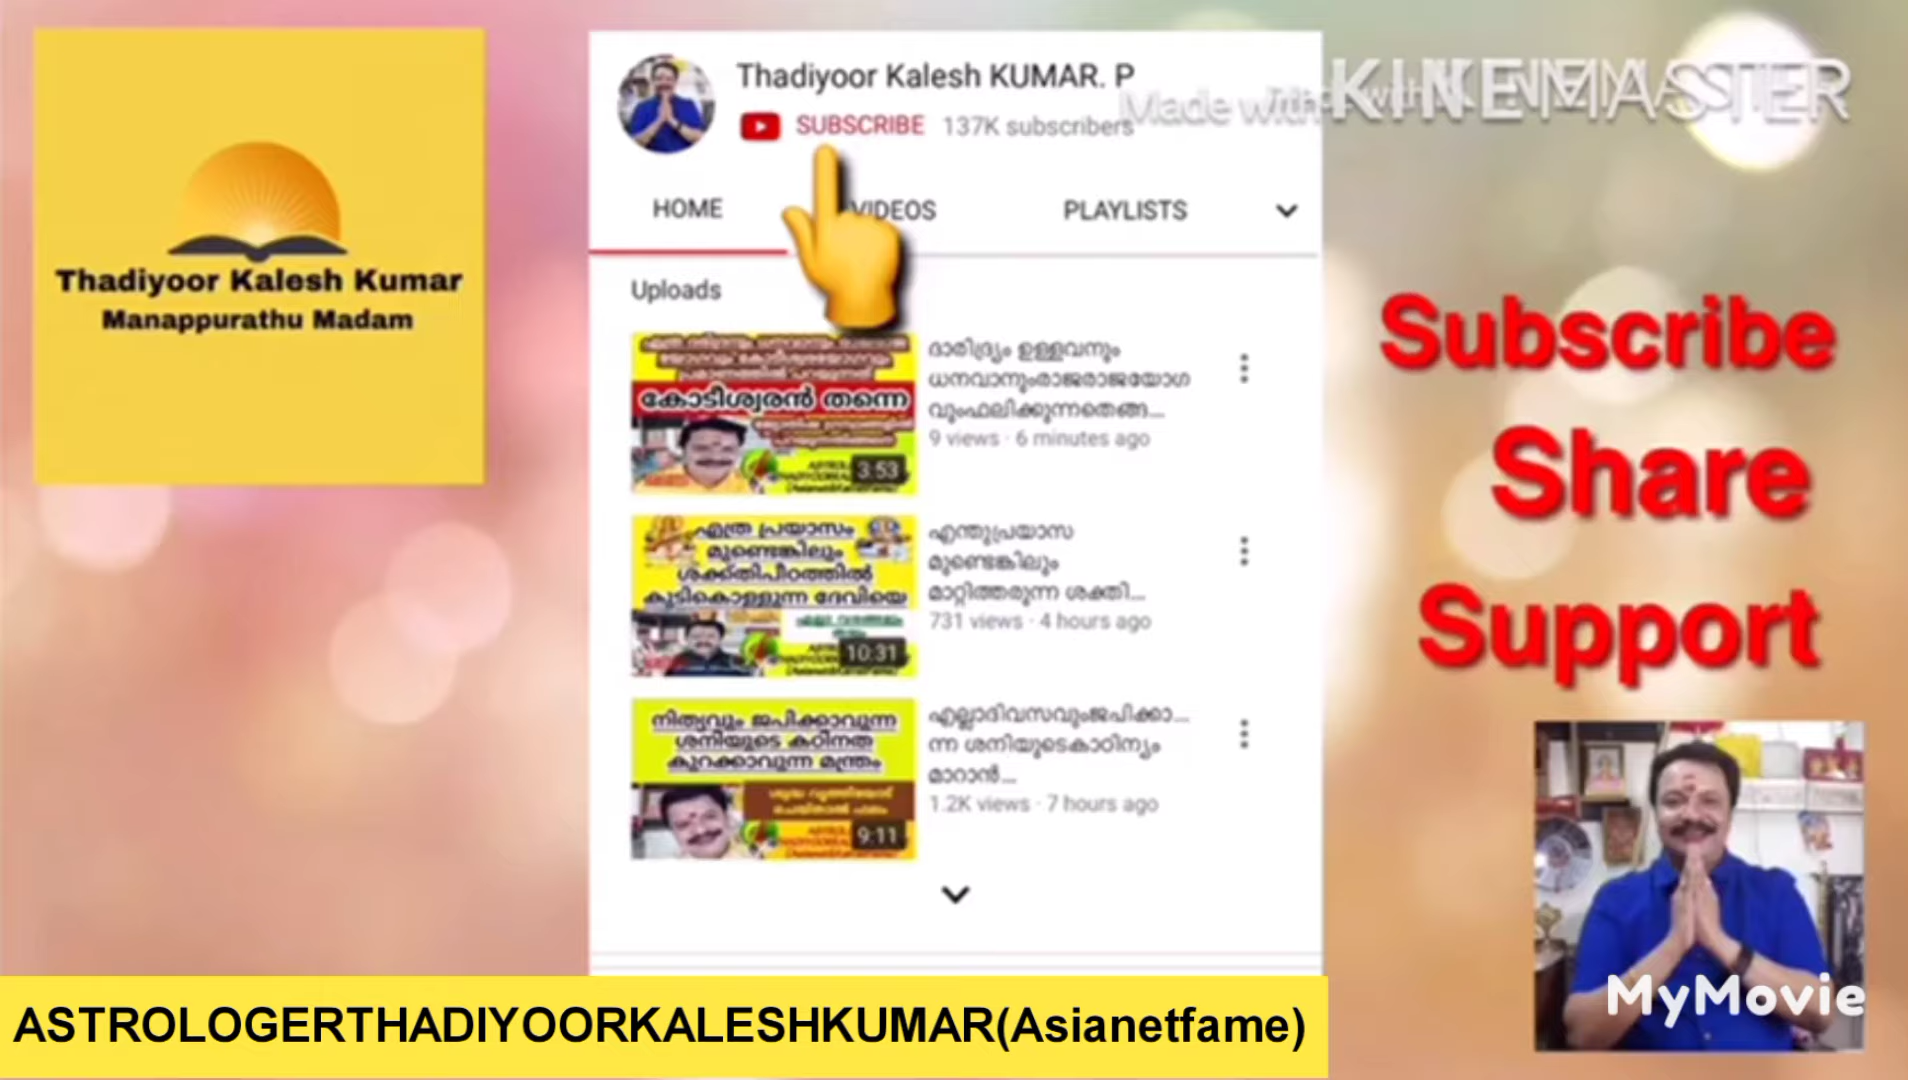 Thadiyoor Kalesh Kumar
Manappurathu Madam
Thadiyoor Kalesh KUMAR. P
SUBSCRIBE 137K subscribers
Made with KINEMASTER
HOME VIDEOS PLAYLISTS
Uploads
കോടീശ്വരൻ തന്നെ
3:53
ദാരിദ്ര്യം ഉള്ളവനും
ധനവാനുംരാജരാജയോഗ
വുംഫലിക്കുന്നതെങ്ങ...
9 views · 6 minutes ago
എത്ര പ്രയാസം
മുണ്ടെങ്കിലും
ശക്ക്തിപീഠത്തിൽ
കുടികൊള്ളുന്ന ദേവിയെ
10:31
എന്തുപ്രയാസ
മുണ്ടെങ്കിലും
മാറ്റിത്തരുന്ന ശക്തി...
731 views · 4 hours ago
നിത്യവും ജപിക്കാവുന്ന
ശനിയുടെ കഠിനത
കുറക്കാവുന്ന മന്ത്രം
9:11
എല്ലാദിവസവുംജപിക്കാ...
ന്ന ശനിയുടെകാഠിന്യം
മാറാൻ...
1.2K views · 7 hours ago
Subscribe
Share
Support
MyMovie
ASTROLOGERTHADIYOORKALESHKUMAR(Asianetfame)